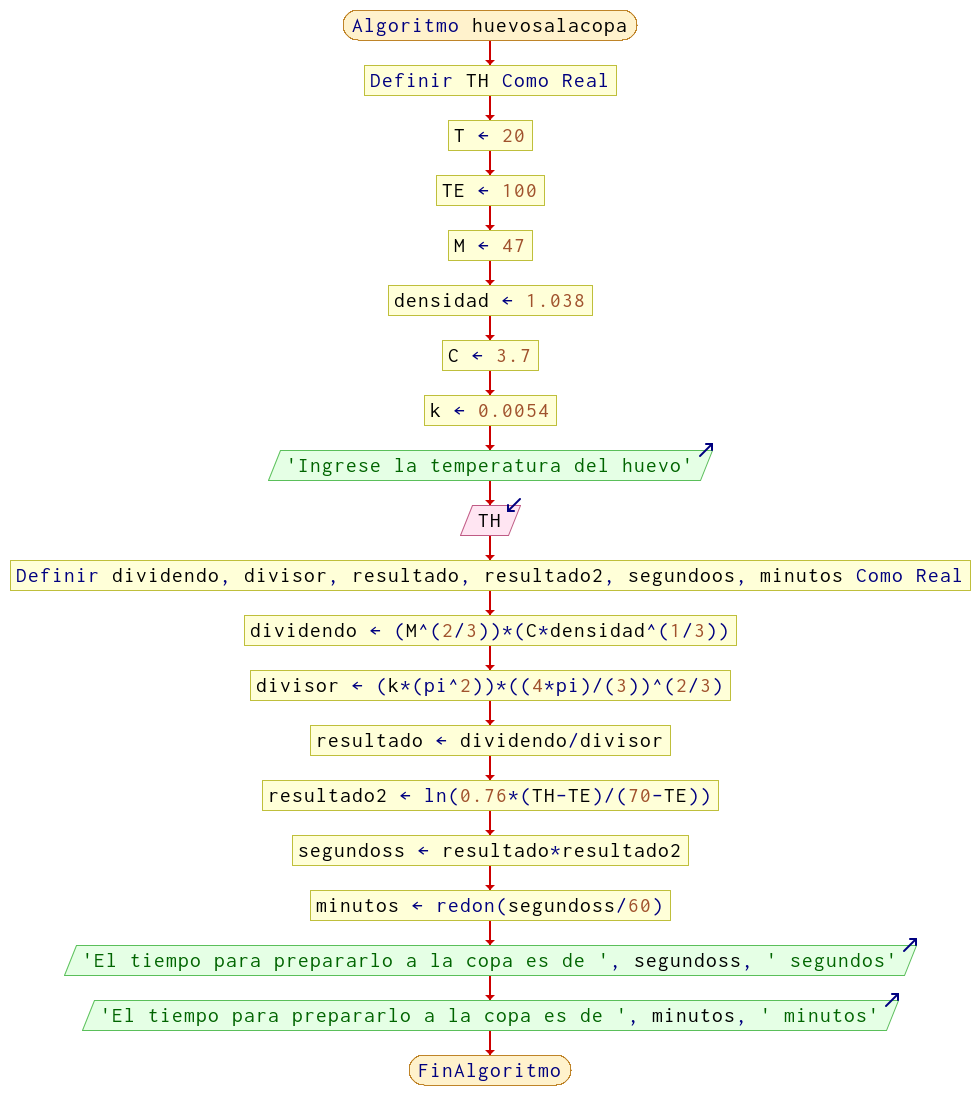 Algoritmo huevosalacopa
Definir TH Como Real
T ← 20
TE ← 100
M ← 47
densidad ← 1.038
C ← 3.7
k ← 0.0054
'Ingrese la temperatura del huevo'
TH
Definir dividendo, divisor, resultado, resultado2, segundoos, minutos Como Real
dividendo ← (M^(2/3))*(C*densidad^(1/3))
divisor ← (k*(pi^2))*((4*pi)/(3))^(2/3)
resultado ← dividendo/divisor
resultado2 ← ln(0.76*(TH-TE)/(70-TE))
segundoss ← resultado*resultado2
minutos ← redon(segundoss/60)
'El tiempo para prepararlo a la copa es de ', segundoss, ' segundos'
'El tiempo para prepararlo a la copa es de ', minutos, ' minutos'
FinAlgoritmo